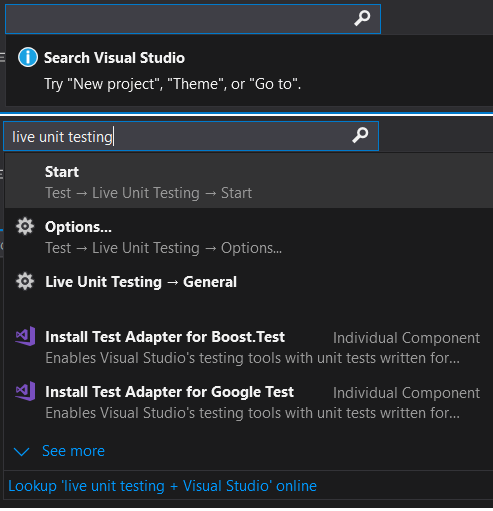 Search Visual Studio
Try "New project", "Theme", or "Go to".
live unit testing
Start
Test → Live Unit Testing → Start
Options...
Test → Live Unit Testing → Options...
Live Unit Testing → General
Install Test Adapter for Boost.Test Individual Component
Enables Visual Studio's testing tools with unit tests written for...
Install Test Adapter for Google Test Individual Component
Enables Visual Studio's testing tools with unit tests written for...
See more
Lookup 'live unit testing + Visual Studio' online